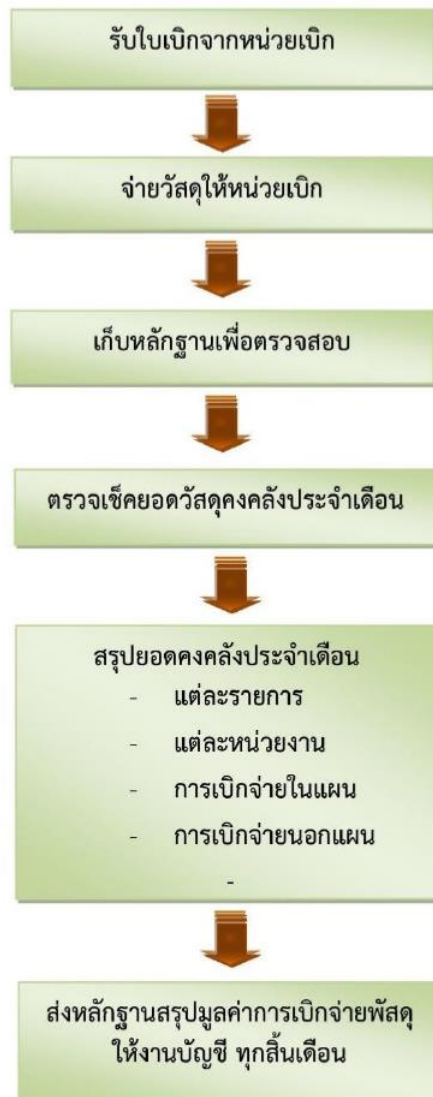 รับใบเบิกจากหน่วยเบิก
จ่ายวัสดุให้หน่วยเบิก
เก็บหลักฐานเพื่อตรวจสอบ
ตรวจเช็คยอดวัสดุคงคลังประจำเดือน
สรุปยอดคงคลังประจำเดือน
- แต่ละรายการ
- แต่ละหน่วยงาน
- การเบิกจ่ายในแผน
- การเบิกจ่ายนอกแผน
-
ส่งหลักฐานสรุปมูลค่าการเบิกจ่ายพัสดุ
ให้งานบัญชี ทุกสิ้นเดือน